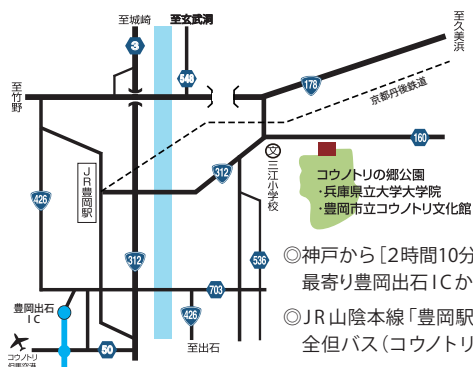 至城崎
至玄武洞
至久美浜
3
548
178
至竹野
京都丹後鉄道
160
文
三江小学校
コウノトリの郷公園
・兵庫県立大学大学院
・豊岡市立コウノトリ文化館
JR豊岡駅
312
426
312
536
703
豊岡出石
IC
426
至出石
50
コウノトリ
但馬空港
◎神戸から[2時間10分
最寄り豊岡出石ICか
◎JR山陰本線「豊岡駅
全但バス(コウノトリ